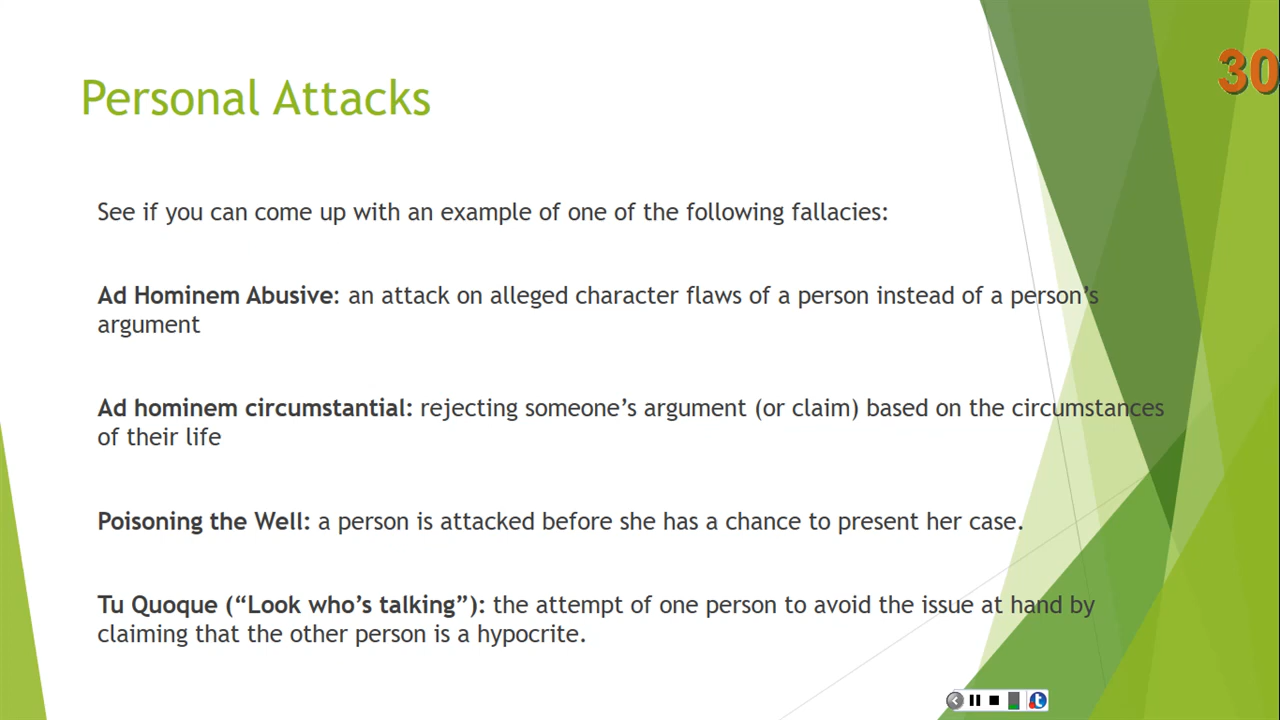 30
Personal Attacks
See if you can come up with an example of one of the following fallacies:
Ad Hominem Abusive: an attack on alleged character flaws of a person instead of a person’s
argument
Ad hominem circumstantial: rejecting someone’s argument (or claim) based on the circumstances
of their life
Poisoning the Well: a person is attacked before she has a chance to present her case.
Tu Quoque (“Look who’s talking”): the attempt of one person to avoid the issue at hand by
claiming that the other person is a hypocrite.
t